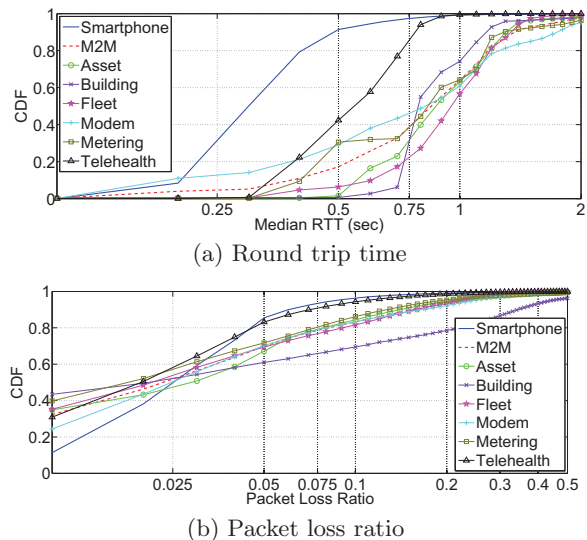 1
0.8
0.6
0.4
0.2
0
CDF
Smartphone
M2M
Asset
Building
Fleet
Modem
Metering
Telehealth
0.25
0.5
0.75
1
2
Median RTT (sec)
(a) Round trip time
1
0.8
0.6
0.4
0.2
0
CDF
Smartphone
M2M
Asset
Building
Fleet
Modem
Metering
Telehealth
0.025
0.05
0.075
0.1
0.2
0.3
0.4
0.5
Packet Loss Ratio
(b) Packet loss ratio